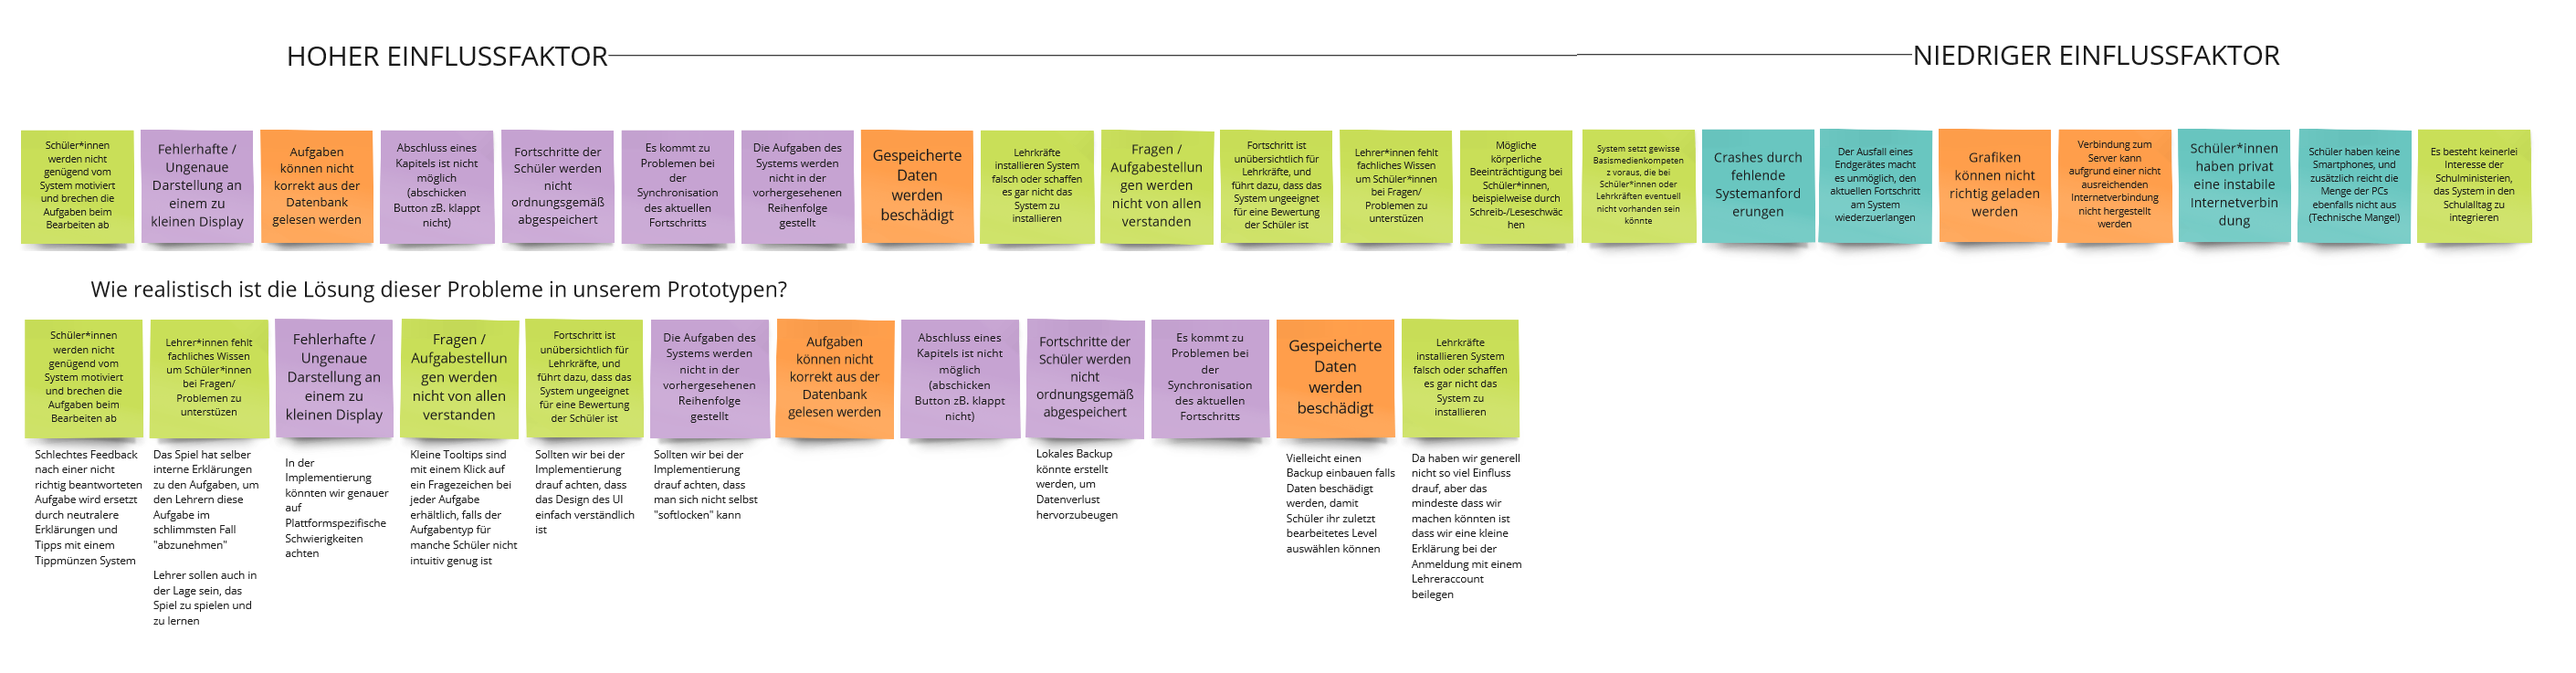 HOHER EINFLUSSFAKTOR
NIEDRIGER EINFLUSSFAKTOR
Schüler*innen
werden nicht
genügend vom
System motiviert
und brechen die
Aufgaben beim
Bearbeiten ab
Fehlerhafte /
Ungenaue
Darstellung an
einem zu
kleinen Display
Aufgaben
können nicht
korrekt aus der
Datenbank
gelesen werden
Abschluss eines
Kapitels ist nicht
möglich
(abschicken
Button zB. klappt
nicht)
Fortschritte der
Schüler werden
nicht
ordnungsgemäß
abgespeichert
Es kommt zu
Problemen bei
der
Synchronisation
des aktuellen
Fortschritts
Die Aufgaben des
Systems werden
nicht in der
vorhergesehenen
Reihenfolge
gestellt
Gespeicherte
Daten
werden
beschädigt
Lehrkräfte
installieren System
falsch oder schaffen
es gar nicht das
System zu
installieren
Fragen /
Aufgabestellun
gen werden
nicht von allen
verstanden
Fortschritt ist
unübersichtlich für
Lehrkräfte, und
führt dazu, dass das
System ungeeignet
für eine Bewertung
der Schüler ist
Lehrer*innen fehlt
fachliches Wissen
um Schüler*innen
bei Fragen/
Problemen zu
unterstüzen
Mögliche
körperliche
Beeinträchtigung bei
Schüler*innen,
beispielweise durch
Schreib-/Leseschwäc
hen
System setzt gewisse
Basismedienkompeten
z voraus, die bei
Schüler*innen oder
Lehrkräften eventuell
nicht vorhanden sein
könnte
Crashes durch
fehlende
Systemanford
erungen
Der Ausfall eines
Endgerätes macht
es unmöglich, den
aktuellen Fortschritt
am System
wiederzuerlangen
Grafiken
können nicht
richtig geladen
werden
Verbindung zum
Server kann
aufgrund einer nicht
ausreichenden
Internetverbindung
nicht hergestellt
werden
Schüler*innen
haben privat
eine instabile
Internetverbin
dung
Schüler haben keine
Smartphones, und
zusätzlich reicht die
Menge der PCs
ebenfalls nicht aus
(Technische Mangel)
Es besteht keinerlei
Interesse der
Schulministerien,
das System in den
Schulalltag zu
integrieren
Wie realistisch ist die Lösung dieser Probleme in unserem Prototypen?
Schüler*innen
werden nicht
genügend vom
System motiviert
und brechen die
Aufgaben beim
Bearbeiten ab
Lehrer*innen fehlt
fachliches Wissen
um Schüler*innen
bei Fragen/
Problemen zu
unterstüzen
Fehlerhafte /
Ungenaue
Darstellung an
einem zu
kleinen Display
Fragen /
Aufgabestellun
gen werden
nicht von allen
verstanden
Fortschritt ist
unübersichtlich für
Lehrkräfte, und
führt dazu, dass das
System ungeeignet
für eine Bewertung
der Schüler ist
Die Aufgaben des
Systems werden
nicht in der
vorhergesehenen
Reihenfolge
gestellt
Aufgaben
können nicht
korrekt aus der
Datenbank
gelesen werden
Abschluss eines
Kapitels ist nicht
möglich
(abschicken
Button zB. klappt
nicht)
Fortschritte der
Schüler werden
nicht
ordnungsgemäß
abgespeichert
Es kommt zu
Problemen bei
der
Synchronisation
des aktuellen
Fortschritts
Gespeicherte
Daten
werden
beschädigt
Lehrkräfte
installieren System
falsch oder schaffen
es gar nicht das
System zu
installieren
Schlechtes Feedback
nach einer nicht
richtig beantworteten
Aufgabe wird ersetzt
durch neutralere
Erklärungen und
Tipps mit einem
Tippmünzen System
Das Spiel hat selber
interne Erklärungen
zu den Aufgaben, um
den Lehrern diese
Aufgabe im
schlimmsten Fall
"abzunehmen"
Lehrer sollen auch in
der Lage sein, das
Spiel zu spielen und
zu lernen
In der
Implementierung
könnten wir genauer
auf
Plattformspezifische
Schwierigkeiten
achten
Kleine Tooltips sind
mit einem Klick auf
ein Fragezeichen bei
jeder Aufgabe
erhältlich, falls der
Aufgabentyp für
manche Schüler nicht
intuitiv genug ist
Sollten wir bei der
Implementierung
drauf achten, dass
das Design des UI
einfach verständlich
ist
Sollten wir bei der
Implementierung
drauf achten, dass
man sich nicht selbst
"softlocken" kann
Lokales Backup
könnte erstellt
werden, um
Datenverlust
hervorzubeugen
Vielleicht einen
Backup einbauen falls
Daten beschädigt
werden, damit
Schüler ihr zuletzt
bearbeitetes Level
auswählen können
Da haben wir generell
nicht so viel Einfluss
drauf, aber das
mindeste dass wir
machen könnten ist
dass wir eine kleine
Erklärung bei der
Anmeldung mit einem
Lehreraccount
beilegen